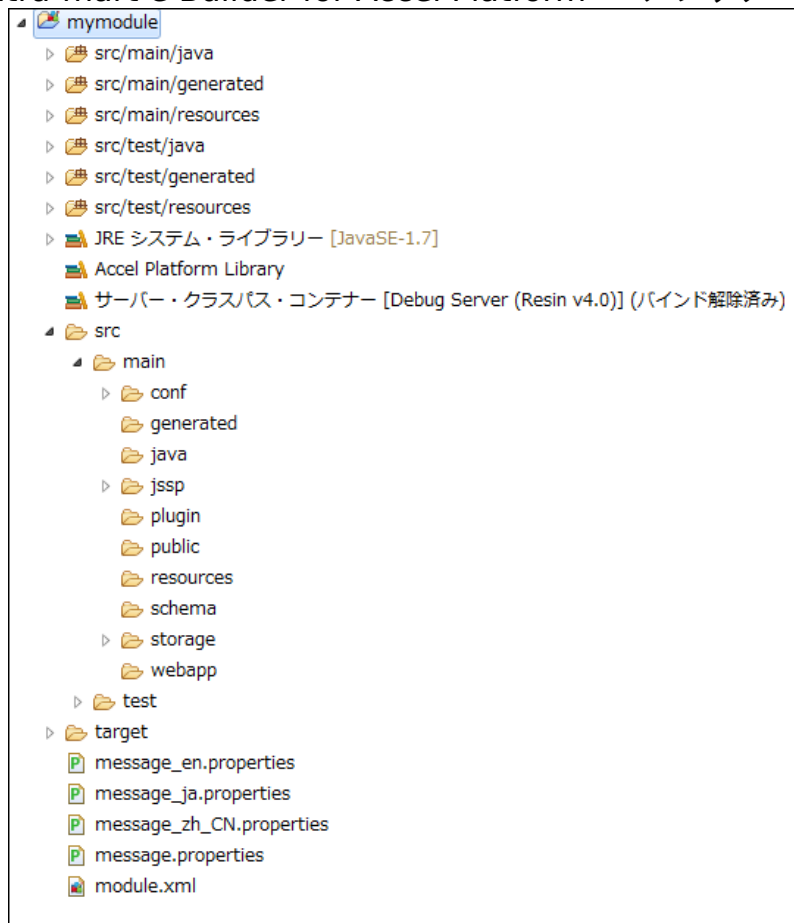 mymodule
src/main/java
src/main/generated
src/main/resources
src/test/java
src/test/generated
src/test/resources
JRE システム・ライブラリー [JavaSE-1.7]
Accel Platform Library
サーバー・クラスパス・コンテナー [Debug Server (Resin v4.0)] (バインド解除済み)
src
main
conf
generated
java
jssp
plugin
public
resources
schema
storage
webapp
test
target
message_en.properties
message_ja.properties
message_zh_CN.properties
message.properties
module.xml